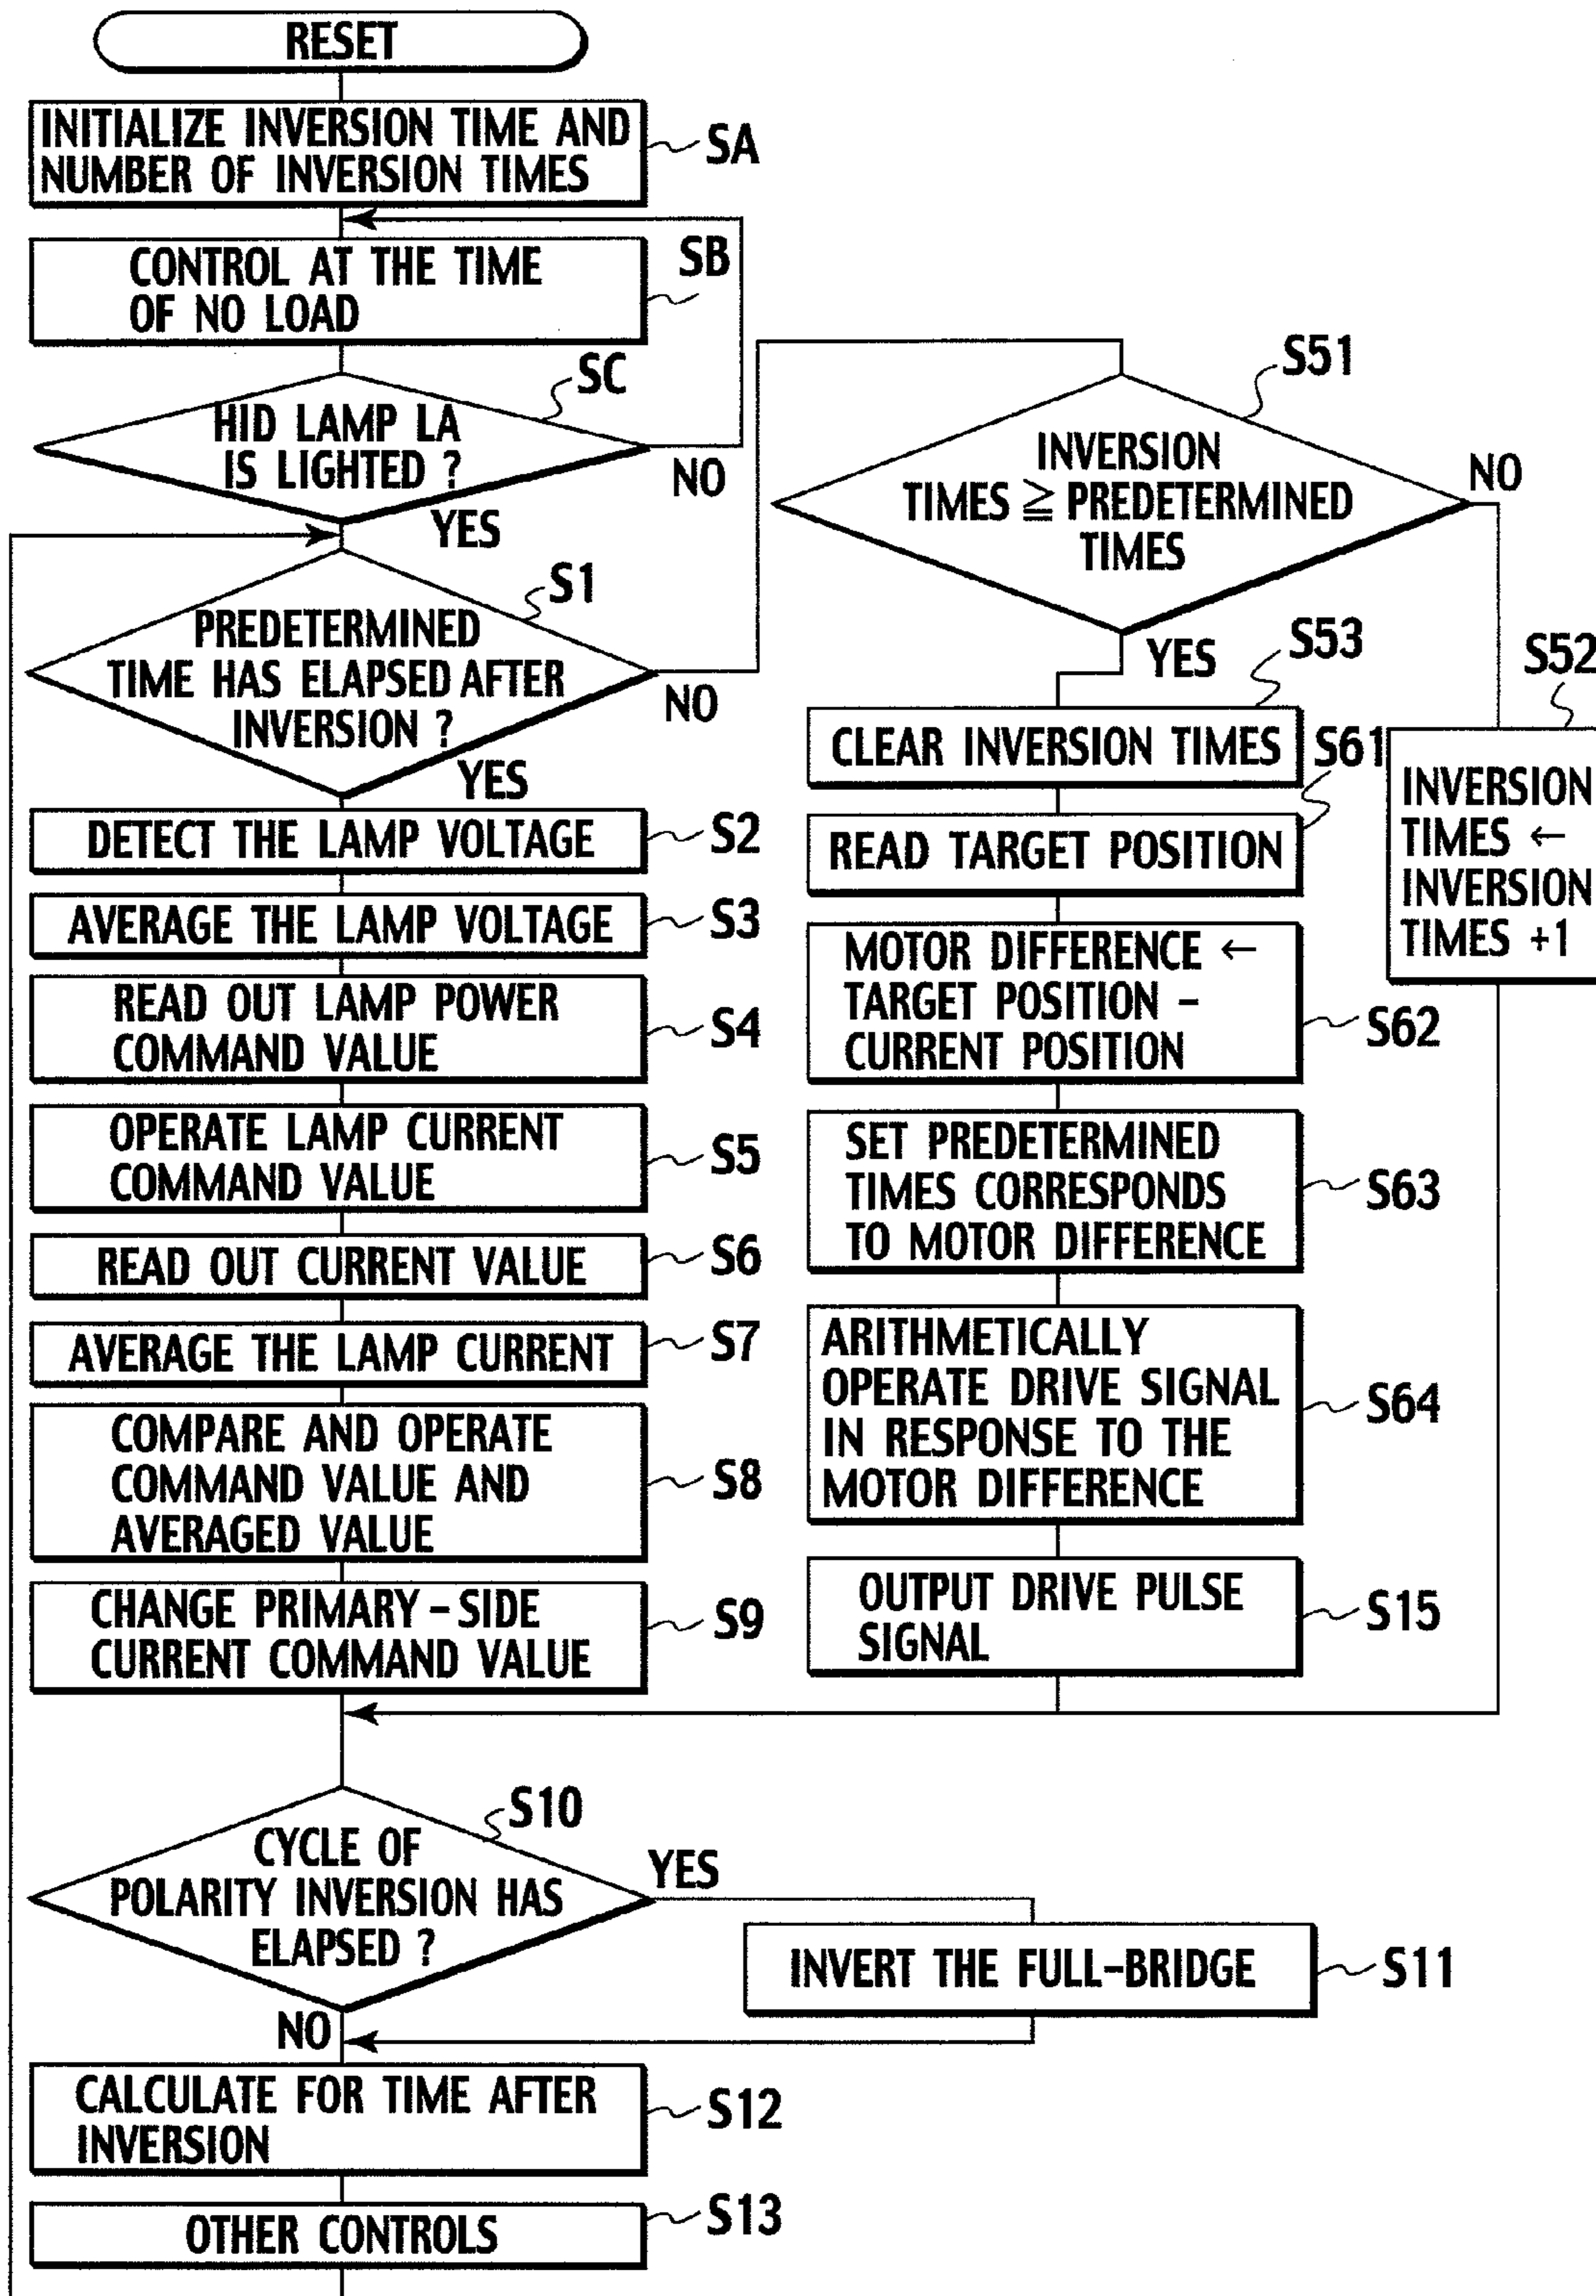 RESET
INITIALIZE INVERSION TIME AND
NUMBER OF INVERSION TIMES
SA
CONTROL AT THE TIME
OF NO LOAD
SB
SC
HID LAMP LA
IS LIGHTED ?
NO
YES
S1
PREDETERMINED
TIME HAS ELAPSED AFTER
INVERSION ?
NO
YES
DETECT THE LAMP VOLTAGE
S2
AVERAGE THE LAMP VOLTAGE
S3
READ OUT LAMP POWER
COMMAND VALUE
S4
OPERATE LAMP CURRENT
COMMAND VALUE
S5
READ OUT CURRENT VALUE
S6
AVERAGE THE LAMP CURRENT
S7
COMPARE AND OPERATE
COMMAND VALUE AND
AVERAGED VALUE
S8
CHANGE PRIMARY-SIDE
CURRENT COMMAND VALUE
S9
S51
INVERSION
TIMES ≧ PREDETERMINED
TIMES
NO
YES
S52
INVERSION
TIMES ←
INVERSION
TIMES +1
S53
CLEAR INVERSION TIMES
S61
READ TARGET POSITION
MOTOR DIFFERENCE ←
TARGET POSITION -
CURRENT POSITION
S62
SET PREDETERMINED
TIMES CORRESPONDS
TO MOTOR DIFFERENCE
S63
ARITHMETICALLY
OPERATE DRIVE SIGNAL
IN RESPONSE TO THE
MOTOR DIFFERENCE
S64
OUTPUT DRIVE PULSE
SIGNAL
S15
S10
CYCLE OF
POLARITY INVERSION HAS
ELAPSED ?
YES
NO
INVERT THE FULL-BRIDGE
S11
CALCULATE FOR TIME AFTER
INVERSION
S12
OTHER CONTROLS
S13